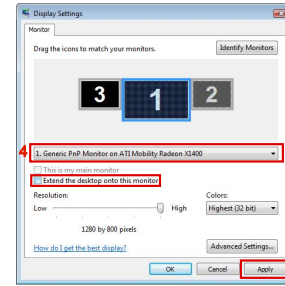 Display Settings
Monitor
Drag the icons to match your monitors.
Identify Monitors
3 1 2
4
1. Generic PnP Monitor on ATI Mobility Radeon X1400
This is my main monitor
Extend the desktop onto this monitor
Resolution:
Colors:
Low High
Highest (32 bit)
1280 by 800 pixels
How do I get the best display?
Advanced Settings...
OK Cancel Apply